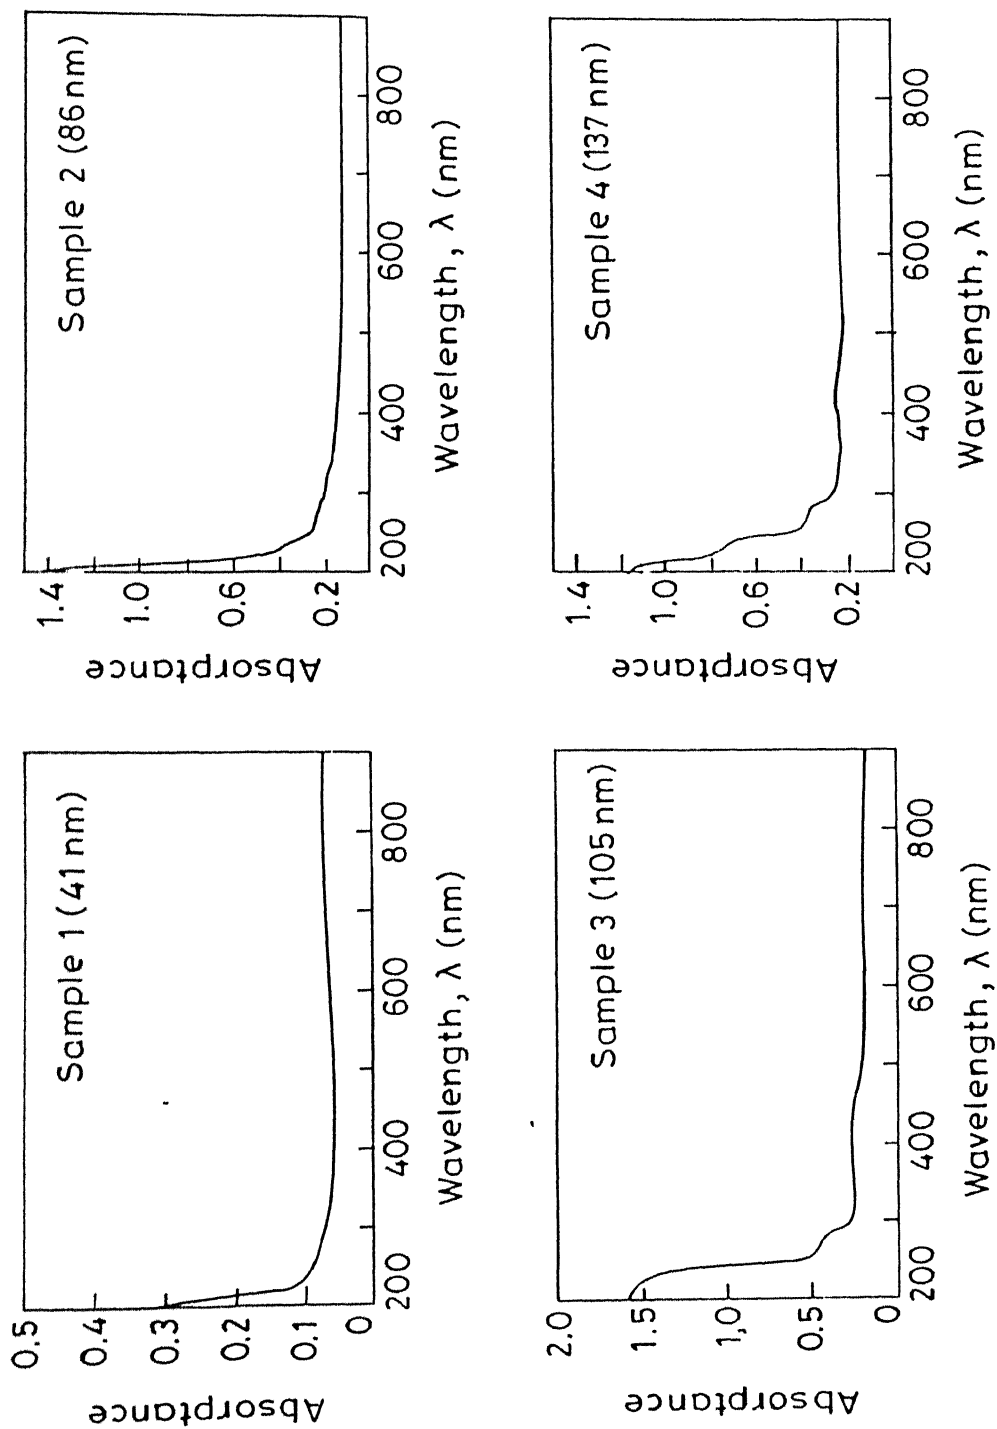 Sample 1 (41 nm)
Absorptance
0.5
0.4
0.3
0.2
0.1
0
200
400
600
800
Wavelength, λ (nm)
Sample 2 (86 nm)
Absorptance
1.4
1.0
0.6
0.2
200
400
600
800
Wavelength, λ (nm)
Sample 3 (105 nm)
Absorptance
2.0
1.5
1,0
0.5
0
200
400
600
800
Wavelength, λ (nm)
Sample 4 (137 nm)
Absorptance
1.4
1.0
0.6
0.2
200
400
600
800
Wavelength, λ (nm)